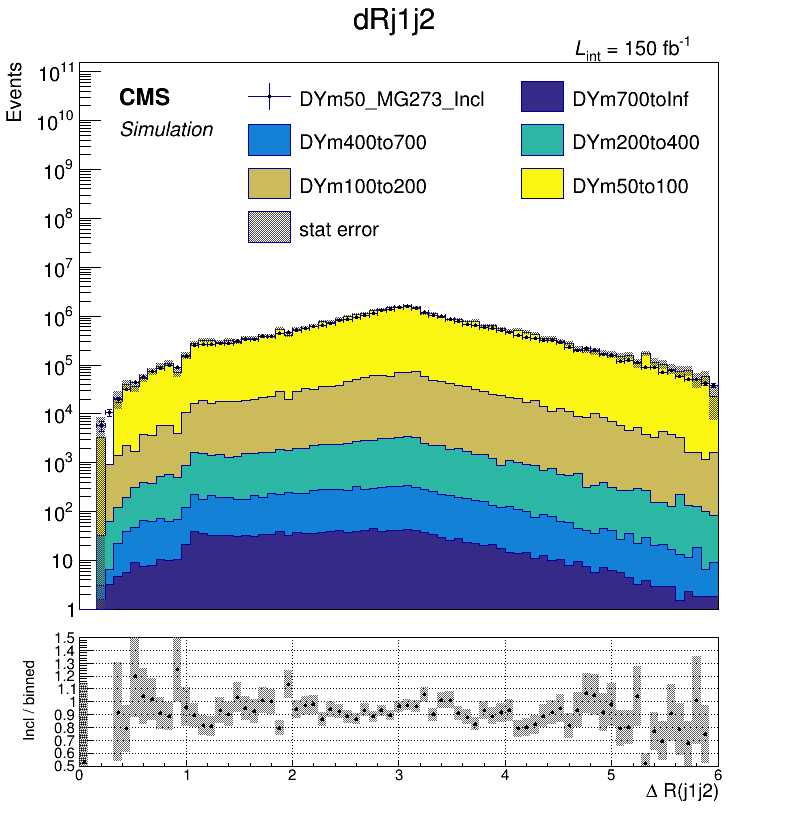 dRj1j2
L_int = 150 fb^-1
Events
CMS
Simulation
DYm50_MG273_Incl
DYm700toInf
DYm400to700
DYm200to400
DYm100to200
DYm50to100
stat error
10^11
10^10
10^9
10^8
10^7
10^6
10^5
10^4
10^3
10^2
10
1
Incl / binned
1.5
1.4
1.3
1.2
1.1
1
0.9
0.8
0.7
0.6
0.5
0 1 2 3 4 5 6
Δ R(j1j2)